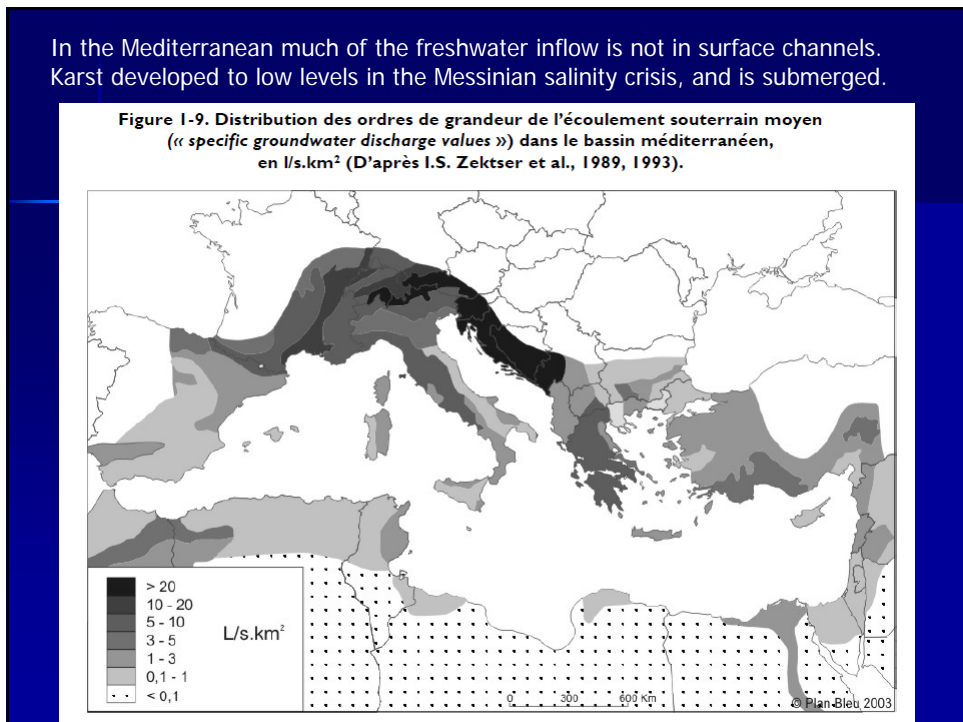 In the Mediterranean much of the freshwater inflow is not in surface channels.
Karst developed to low levels in the Messinian salinity crisis, and is submerged.
Figure 1-9. Distribution des ordres de grandeur de l'écoulement souterrain moyen
(« specific groundwater discharge values ») dans le bassin méditerranéen,
en l/s.km² (D'après I.S. Zektser et al., 1989, 1993).
> 20
10 - 20
5 - 10
3 - 5
1 - 3
0,1 - 1
< 0,1
L/s.km²
0 300 600 Km
© Plan Bleu 2003